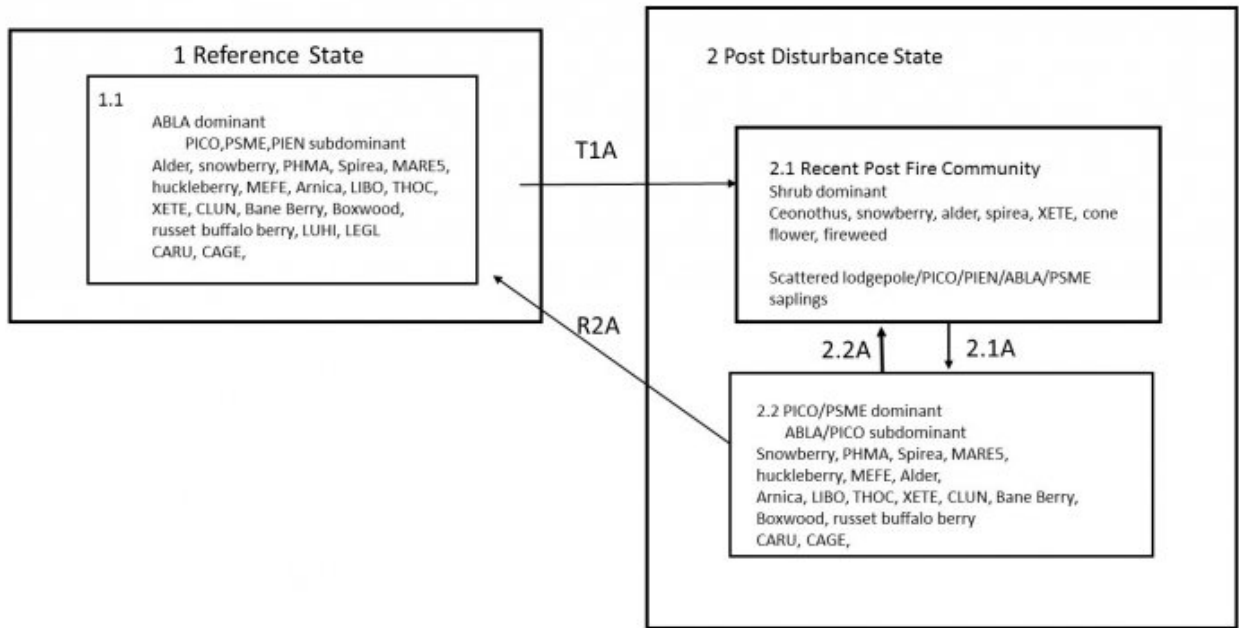 1 Reference State
1.1
ABLA dominant
PICO,PSME,PIEN subdominant
Alder, snowberry, PHMA, Spirea, MARE5,
huckleberry, MEFE, Arnica, LIBO, THOC,
XETE, CLUN, Bane Berry, Boxwood,
russet buffalo berry, LUHI, LEGL
CARU, CAGE,
T1A
R2A
2 Post Disturbance State
2.1 Recent Post Fire Community
Shrub dominant
Ceonothus, snowberry, alder, spirea, XETE, cone
flower, fireweed
Scattered lodgepole/PICO/PIEN/ABLA/PSME
saplings
2.2A
2.1A
2.2 PICO/PSME dominant
ABLA/PICO subdominant
Snowberry, PHMA, Spirea, MARE5,
huckleberry, MEFE, Alder,
Arnica, LIBO, THOC, XETE, CLUN, Bane Berry,
Boxwood, russet buffalo berry
CARU, CAGE,